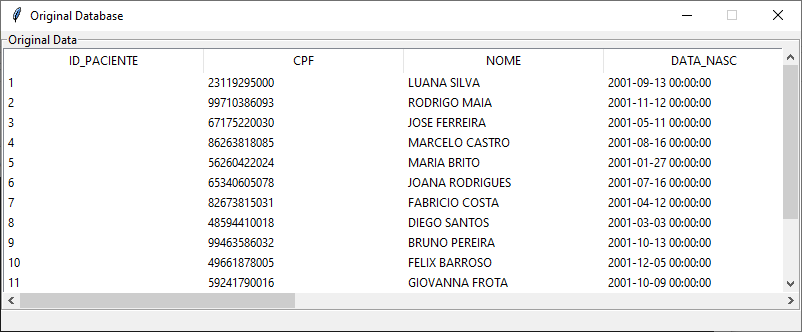 Original Database
Original Data
ID_PACIENTE CPF NOME DATA_NASC
1 23119295000 LUANA SILVA 2001-09-13 00:00:00
2 99710386093 RODRIGO MAIA 2001-11-12 00:00:00
3 67175220030 JOSE FERREIRA 2001-05-11 00:00:00
4 86263818085 MARCELO CASTRO 2001-08-16 00:00:00
5 56260422024 MARIA BRITO 2001-01-27 00:00:00
6 65340605078 JOANA RODRIGUES 2001-07-16 00:00:00
7 82673815031 FABRICIO COSTA 2001-04-12 00:00:00
8 48594410018 DIEGO SANTOS 2001-03-03 00:00:00
9 99463586032 BRUNO PEREIRA 2001-10-13 00:00:00
10 49661878005 FELIX BARROSO 2001-12-05 00:00:00
11 59241790016 GIOVANNA FROTA 2001-10-09 00:00:00